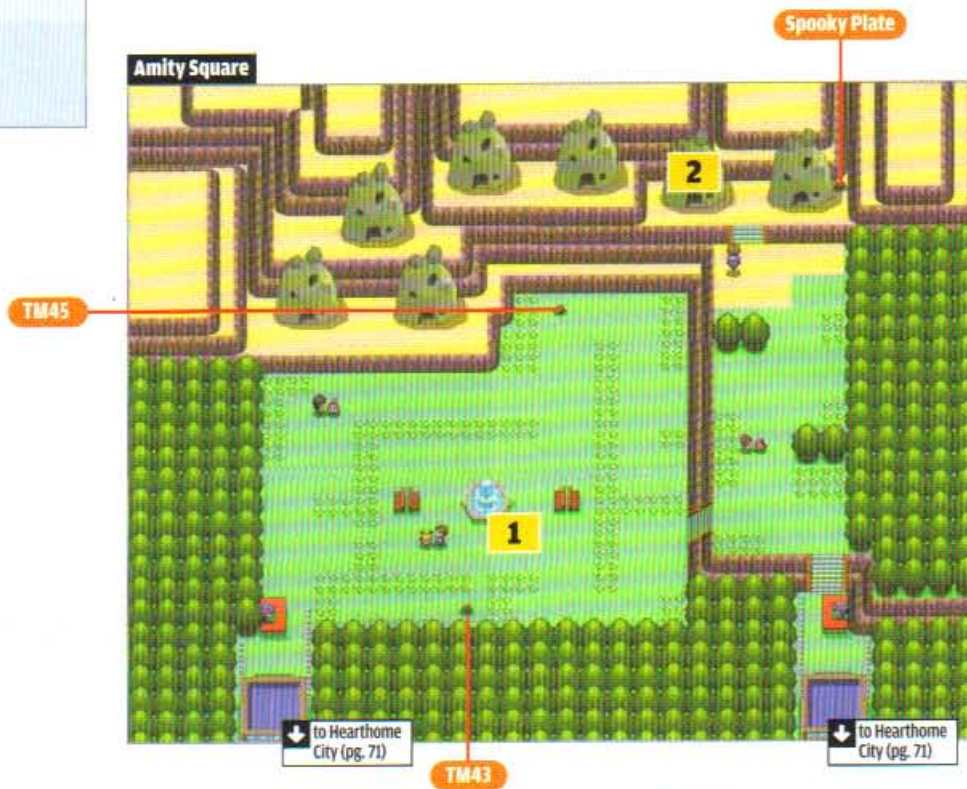 Spooky Plate
Amity Square
2
TM45
1
to Hearthome
City (pg. 71)
to Hearthome
City (pg. 71)
TM43